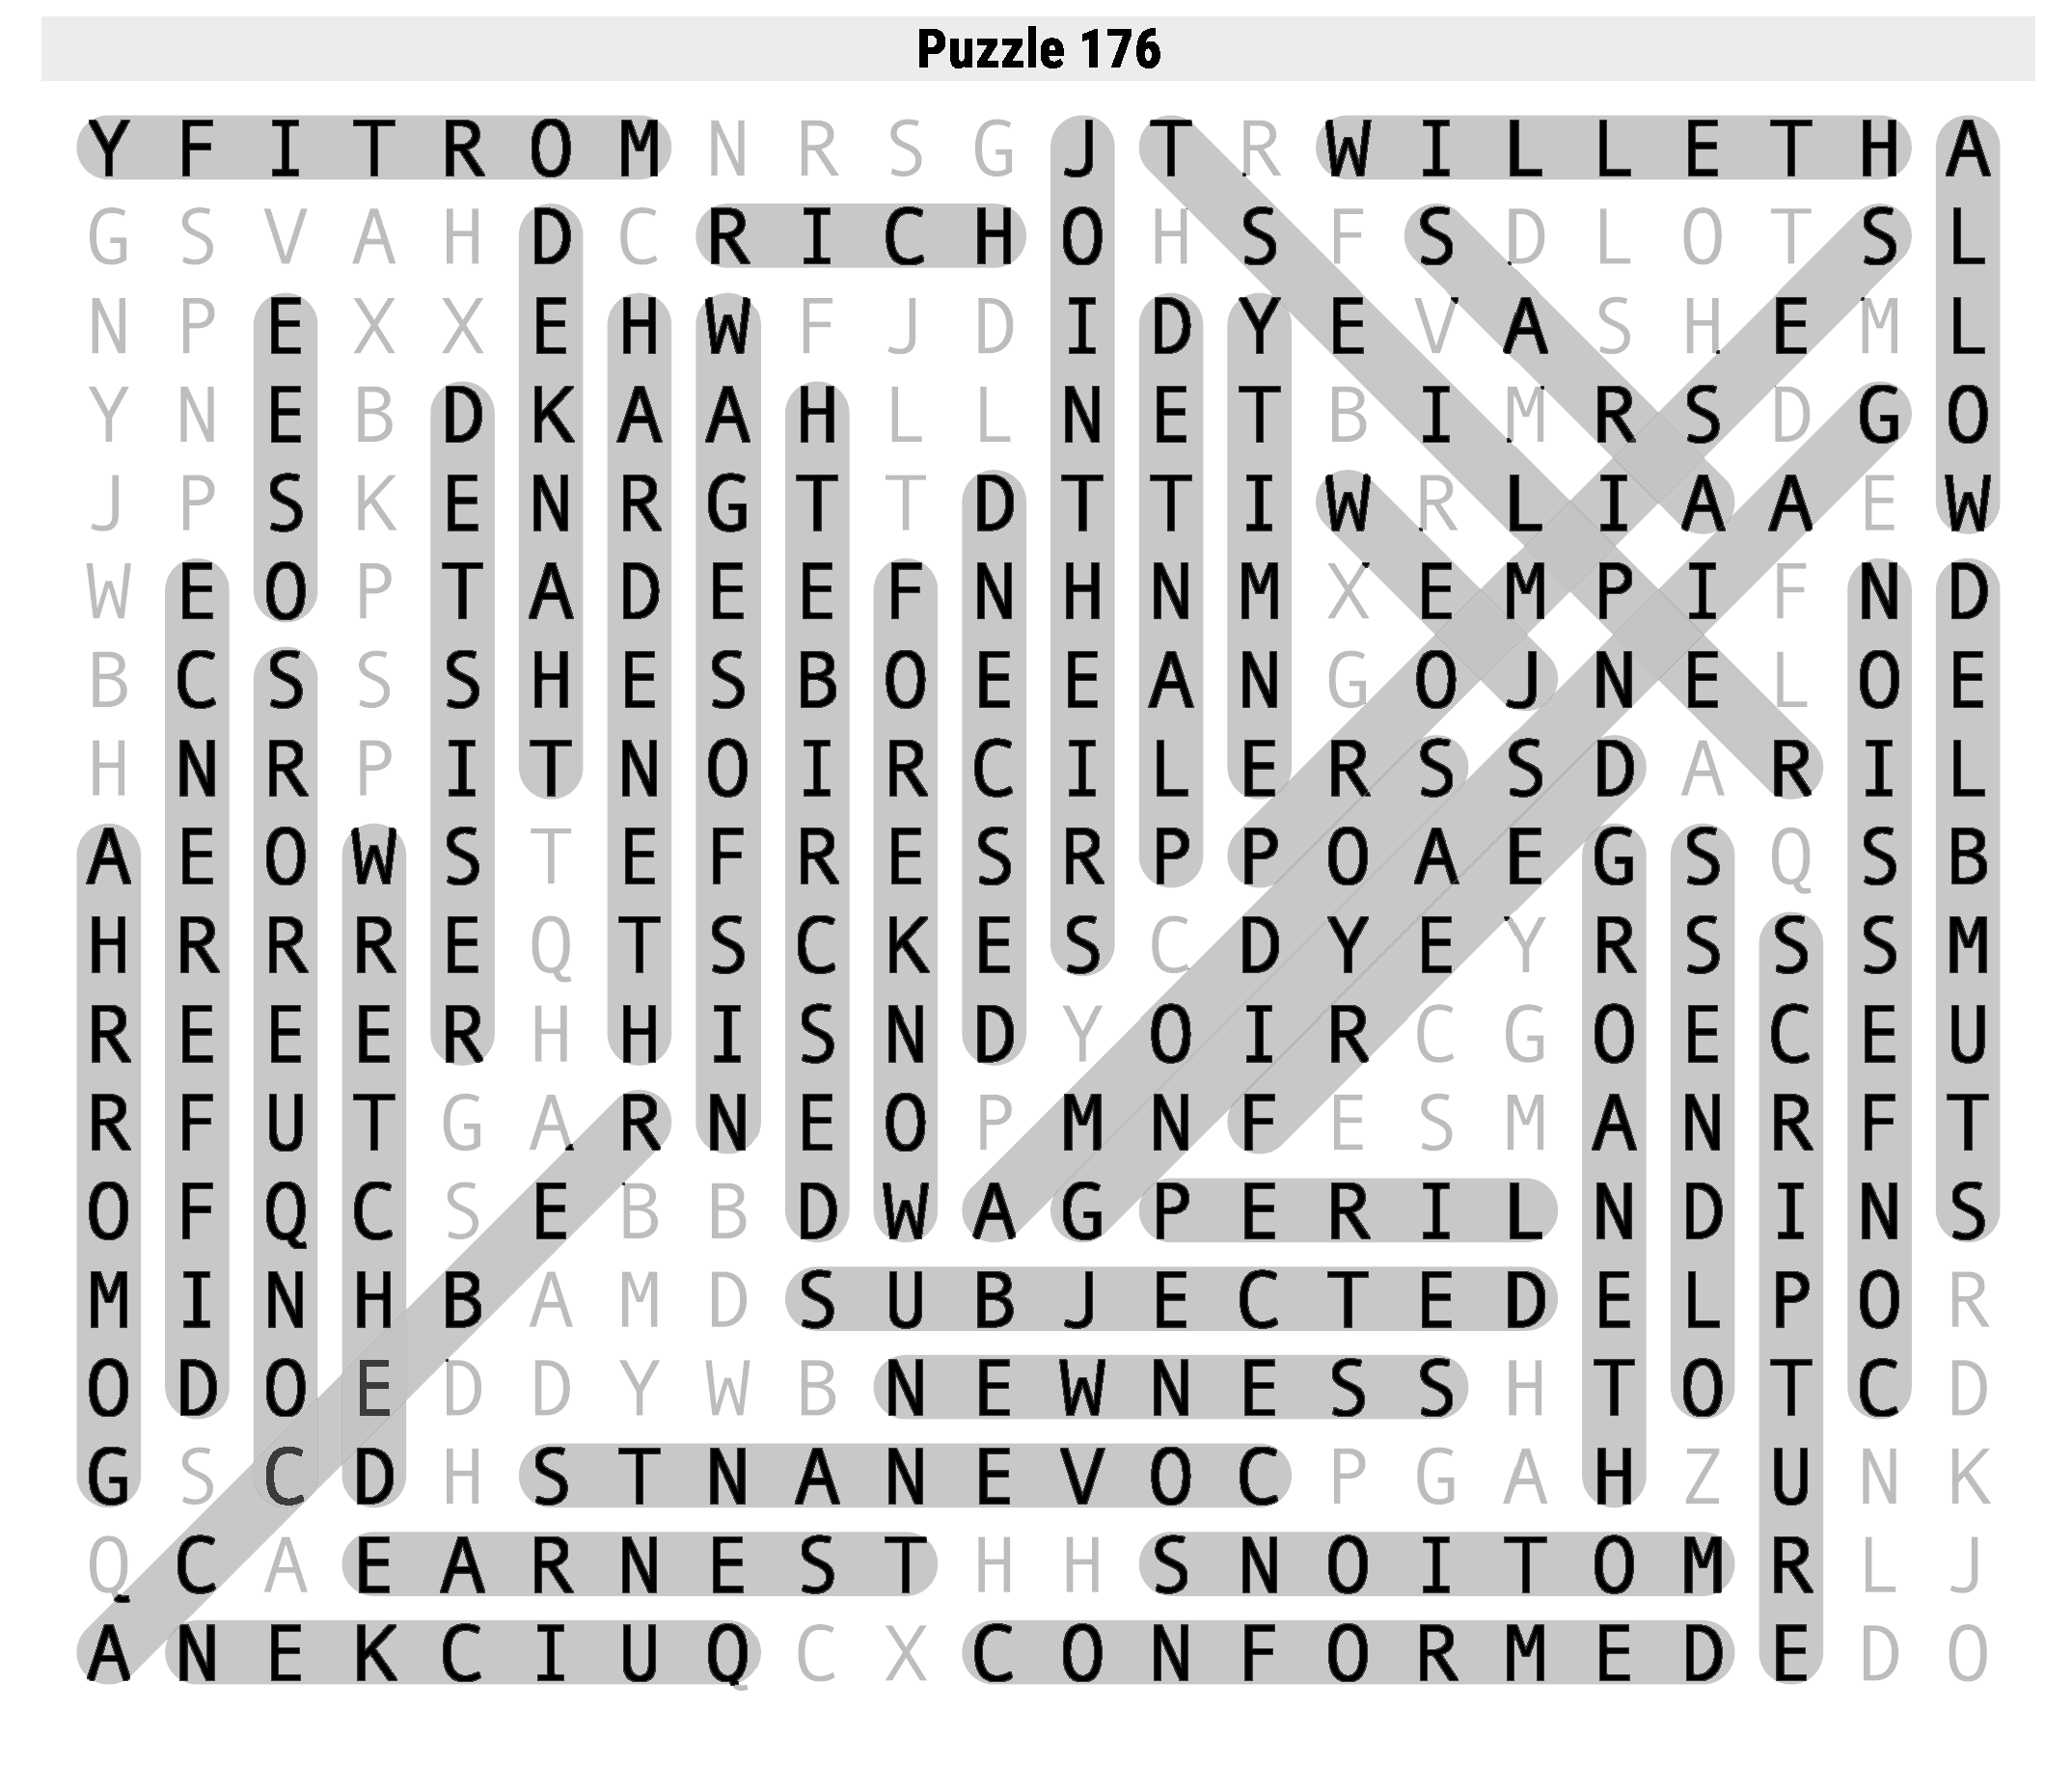 Puzzle 176
Y F I T R O M N R S G J T R W I L L E T H A
G S V A H D C R I C H O H S F S D L O T S L
N P E X X E H W F J D I D Y E V A S H E M L
Y N E B D K A A H L L N E T B I M R S D G O
J P S K E N R G T T D T T I W R L I A A E W
W E O P T A D E E F N H N M X E M P I F N D
B C S S S H E S B O E E A N G O J N E L O E
H N R P I T N O I R C I L E R S S D A R I L
A E O W S T E F R E S R P P O A E G S Q S B
H R R R E Q T S C K E S C D Y E Y R S S S M
R E E E R H H I S N D Y O I R C G O E C E U
R F U T G A R N E O P M N F E S M A N R F T
O F Q C S E B B D W A G P E R I L N D I N S
M I N H B A M D S U B J E C T E D E L P O R
O D O E D D Y W B N E W N E S S H T O T C D
G S C D H S T N A N E V O C P G A H Z U N K
Q C A E A R N E S T H H S N O I T O M R L J
A N E K C I U Q C X C O N F O R M E D E D O